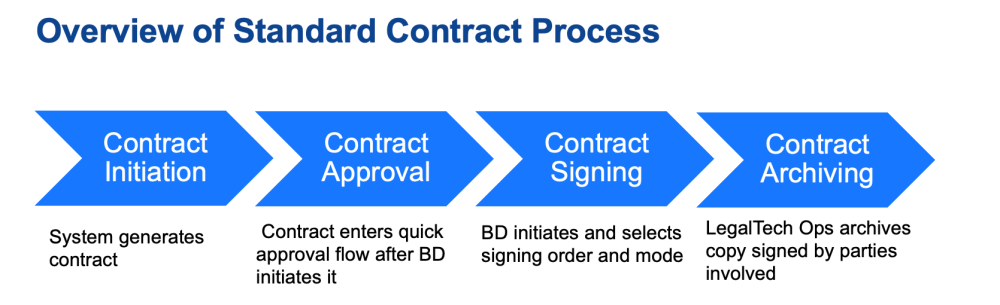 Overview of Standard Contract Process
Contract
Initiation
Contract
Approval
Contract
Signing
Contract
Archiving
System generates
contract
Contract enters quick
approval flow after BD
initiates it
BD initiates and selects
signing order and mode
LegalTech Ops archives
copy signed by parties
involved